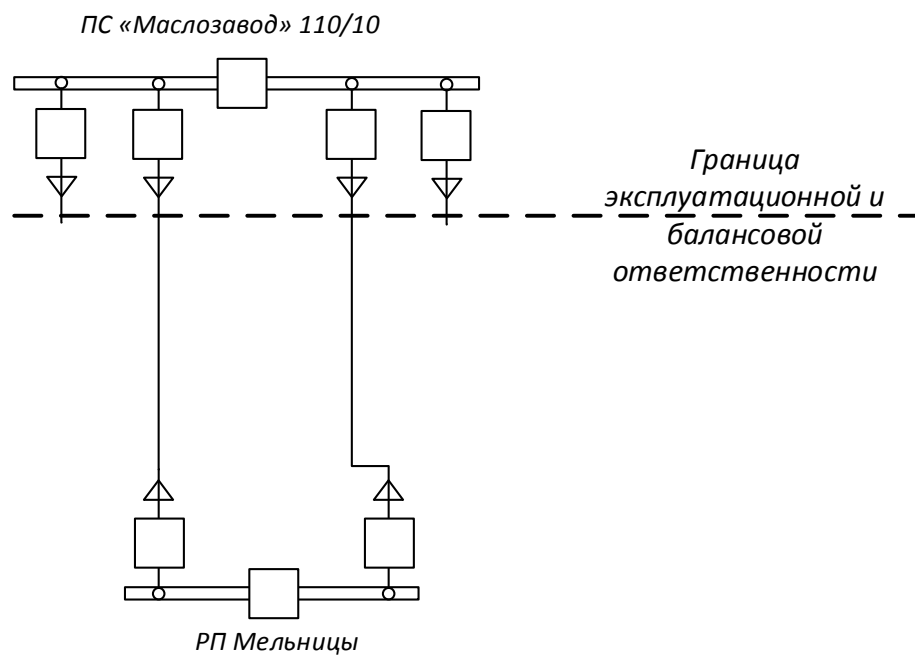 ПС «Маслозавод» 110/10
Граница
эксплуатационной и
балансовой
ответственности
РП Мельницы